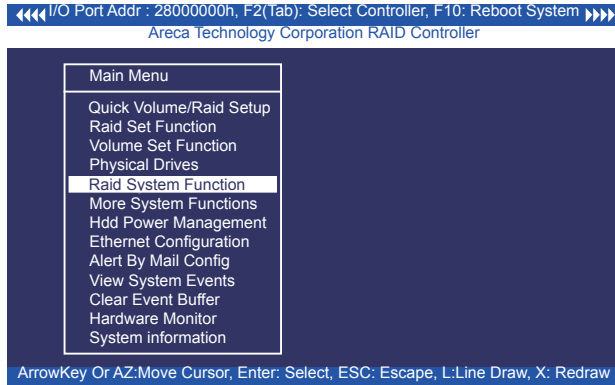 I/O Port Addr : 28000000h, F2(Tab): Select Controller, F10: Reboot System
Areca Technology Corporation RAID Controller
Main Menu
Quick Volume/Raid Setup
Raid Set Function
Volume Set Function
Physical Drives
Raid System Function
More System Functions
Hdd Power Management
Ethernet Configuration
Alert By Mail Config
View System Events
Clear Event Buffer
Hardware Monitor
System information
ArrowKey Or AZ:Move Cursor, Enter: Select, ESC: Escape, L:Line Draw, X: Redraw